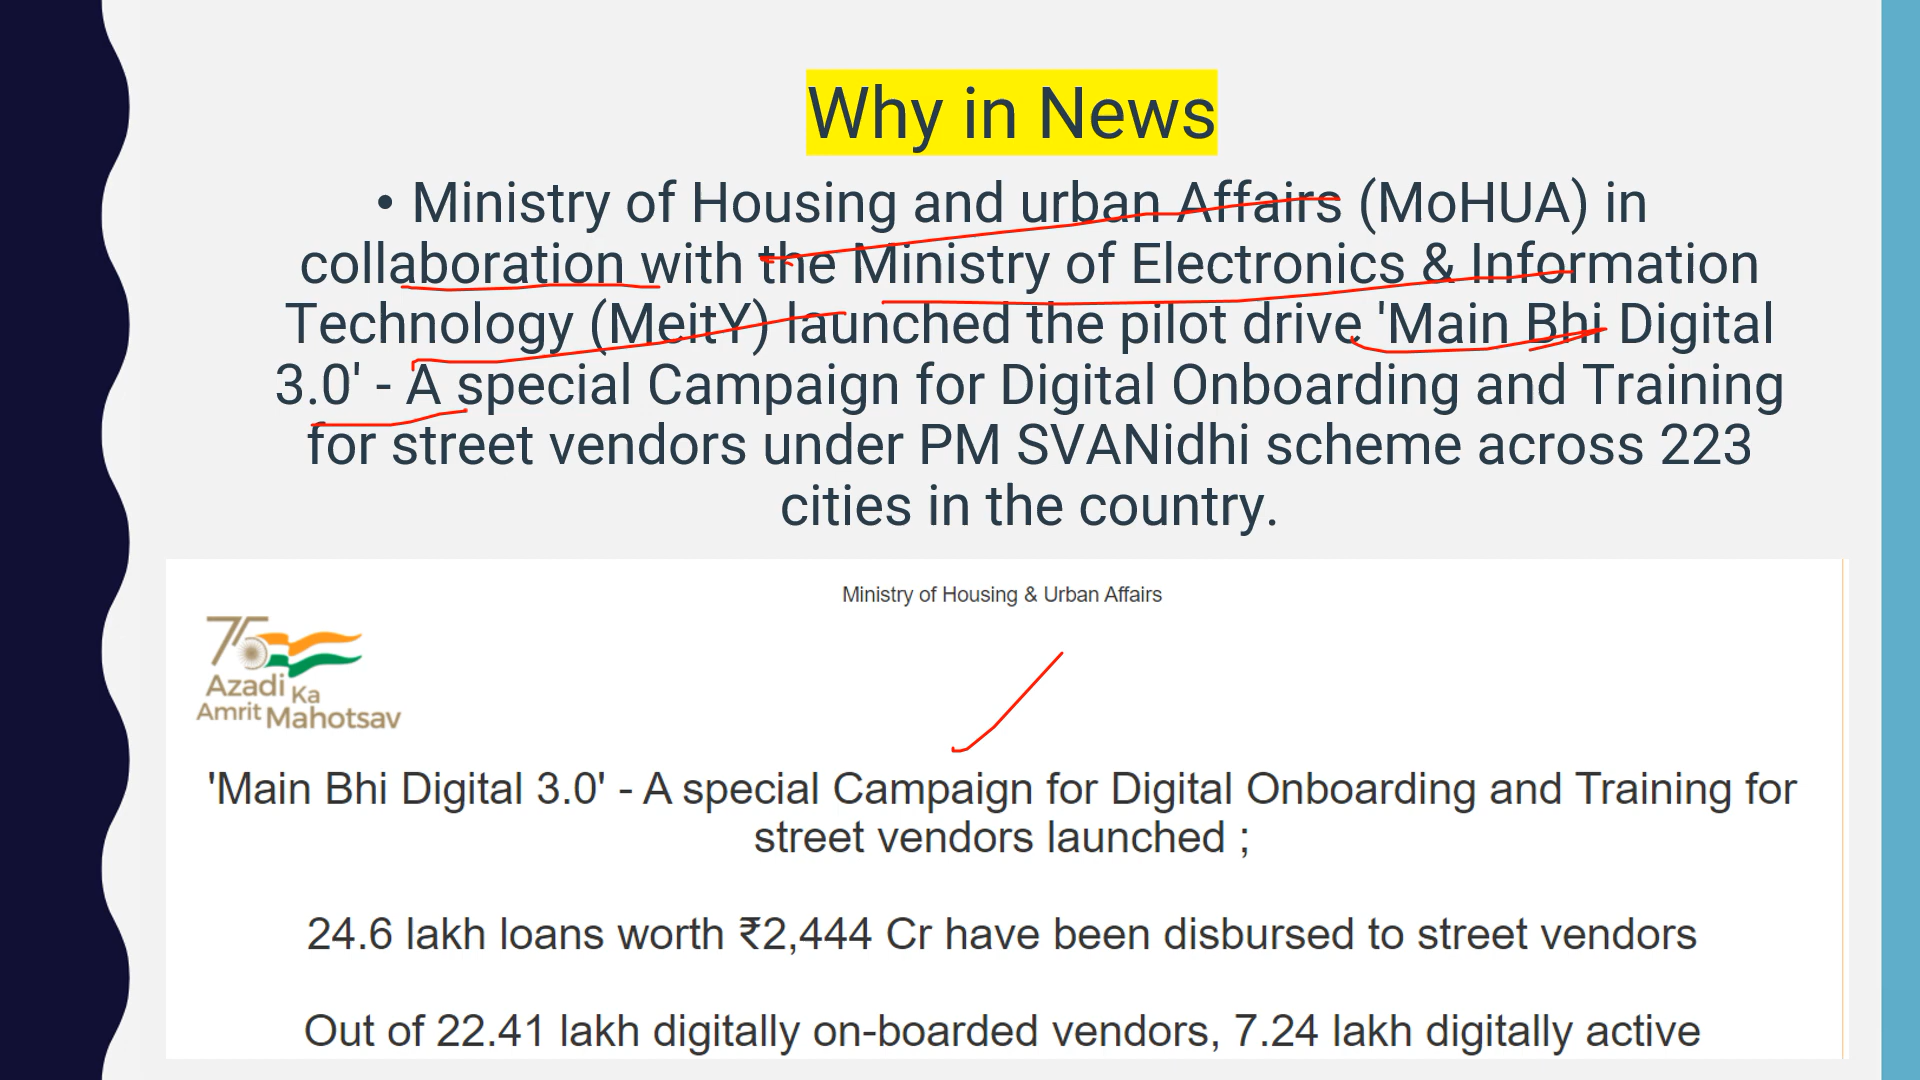 Why in News
• Ministry of Housing and urban Affairs (MoHUA) in
collaboration with the Ministry of Electronics & Information
Technology (MeitY) launched the pilot drive 'Main Bhi Digital
3.0' - A special Campaign for Digital Onboarding and Training
for street vendors under PM SVANidhi scheme across 223
cities in the country.
Ministry of Housing & Urban Affairs
75
Azadi Ka
Amrit Mahotsav
'Main Bhi Digital 3.0' - A special Campaign for Digital Onboarding and Training for
street vendors launched ;
24.6 lakh loans worth ₹2,444 Cr have been disbursed to street vendors
Out of 22.41 lakh digitally on-boarded vendors, 7.24 lakh digitally active